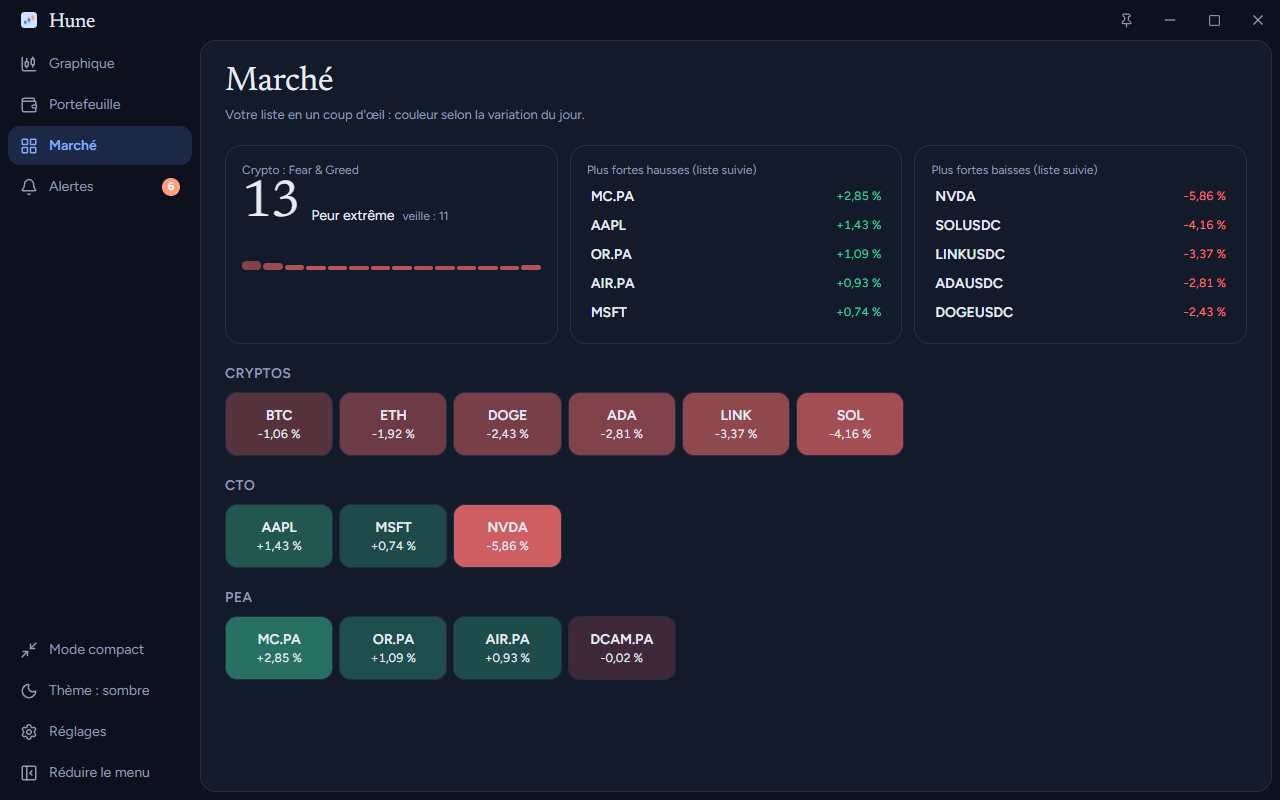 Hune
Graphique
Portefeuille
Marché
Alertes 6
Mode compact
Thème : sombre
Réglages
Réduire le menu
Marché
Votre liste en un coup d'œil : couleur selon la variation du jour.
Crypto : Fear & Greed
13 Peur extrême veille : 11
Plus fortes hausses (liste suivie)
MC.PA +2,85 %
AAPL +1,43 %
OR.PA +1,09 %
AIR.PA +0,93 %
MSFT +0,74 %
Plus fortes baisses (liste suivie)
NVDA -5,86 %
SOLUSDC -4,16 %
LINKUSDC -3,37 %
ADAUSDC -2,81 %
DOGEUSDC -2,43 %
CRYPTOS
BTC
-1,06 %
ETH
-1,92 %
DOGE
-2,43 %
ADA
-2,81 %
LINK
-3,37 %
SOL
-4,16 %
CTO
AAPL
+1,43 %
MSFT
+0,74 %
NVDA
-5,86 %
PEA
MC.PA
+2,85 %
OR.PA
+1,09 %
AIR.PA
+0,93 %
DCAM.PA
-0,02 %